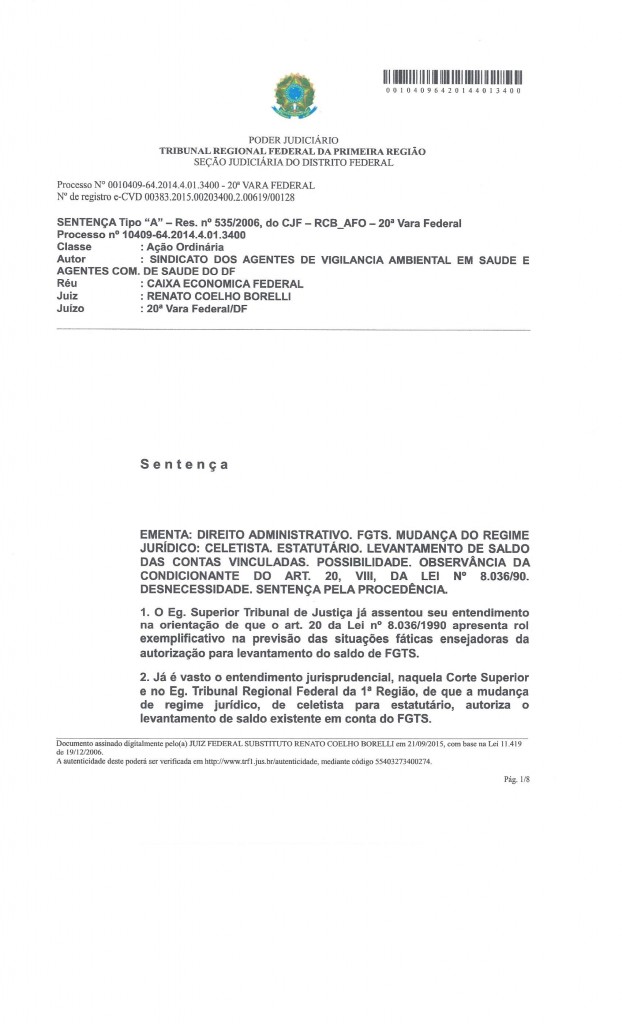 00104096420144013400
PODER JUDICIÁRIO
TRIBUNAL REGIONAL FEDERAL DA PRIMEIRA REGIÃO
SEÇÃO JUDICIÁRIA DO DISTRITO FEDERAL
Processo N° 0010409-64.2014.4.01.3400 - 20ª VARA FEDERAL
Nº de registro e-CVD 00383.2015.00203400.2.00619/00128
SENTENÇA Tipo “A” – Res. nº 535/2006, do CJF – RCB_AFO – 20ª Vara Federal
Processo nº 10409-64.2014.4.01.3400
Classe : Ação Ordinária
Autor : SINDICATO DOS AGENTES DE VIGILANCIA AMBIENTAL EM SAUDE E
AGENTES COM. DE SAUDE DO DF
Réu : CAIXA ECONOMICA FEDERAL
Juiz : RENATO COELHO BORELLI
Juízo : 20ª Vara Federal/DF
Sentença
EMENTA: DIREITO ADMINISTRATIVO. FGTS. MUDANÇA DO REGIME
JURÍDICO: CELETISTA. ESTATUTÁRIO. LEVANTAMENTO DE SALDO
DAS CONTAS VINCULADAS. POSSIBILIDADE. OBSERVÂNCIA DA
CONDICIONANTE DO ART. 20, VIII, DA LEI Nº 8.036/90.
DESNECESSIDADE. SENTENÇA PELA PROCEDÊNCIA.
1. O Eg. Superior Tribunal de Justiça já assentou seu entendimento
na orientação de que o art. 20 da Lei nº 8.036/1990 apresenta rol
exemplificativo na previsão das situações fáticas ensejadoras da
autorização para levantamento do saldo de FGTS.
2. Já é vasto o entendimento jurisprudencial, naquela Corte Superior
e no Eg. Tribunal Regional Federal da 1ª Região, de que a mudança
de regime jurídico, de celetista para estatutário, autoriza o
levantamento de saldo existente em conta do FGTS.
Documento assinado digitalmente pelo(a) JUIZ FEDERAL SUBSTITUTO RENATO COELHO BORELLI em 21/09/2015, com base na Lei 11.419
de 19/12/2006.
A autenticidade deste poderá ser verificada em http://www.trf1.jus.br/autenticidade, mediante código 55403273400274.
Pág. 1/8